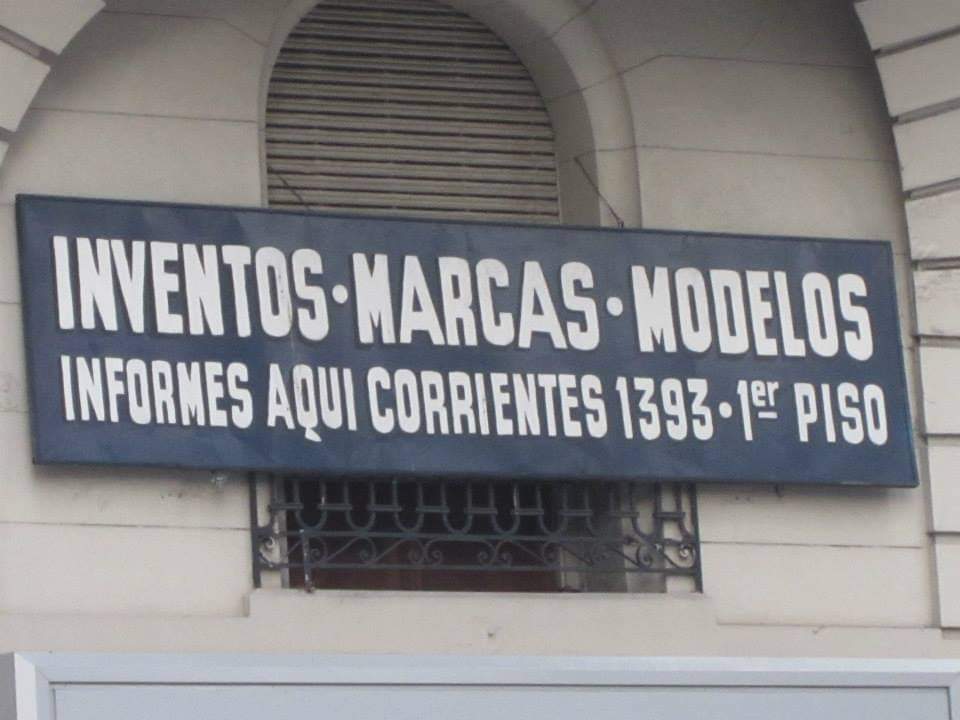 INVENTOS·MARCAS·MODELOS
INFORMES AQUI CORRIENTES 1393·1er PISO